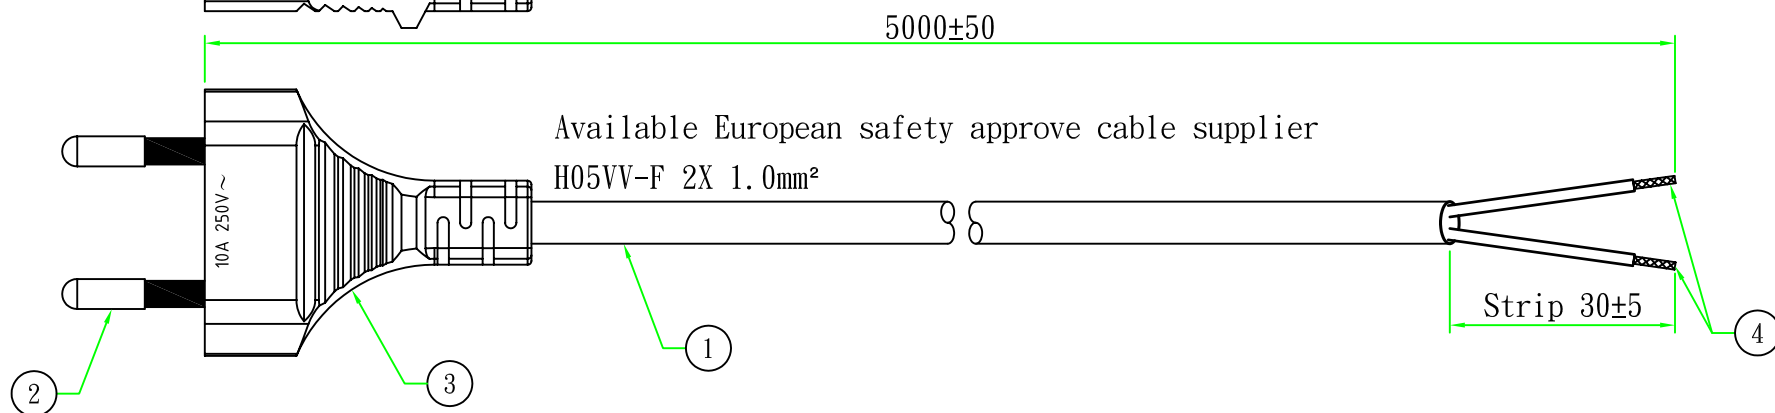 5000±50
Available European safety approve cable supplier
H05VV-F 2X 1.0mm²
10A 250V~
Strip 30±5
1
4
3
2